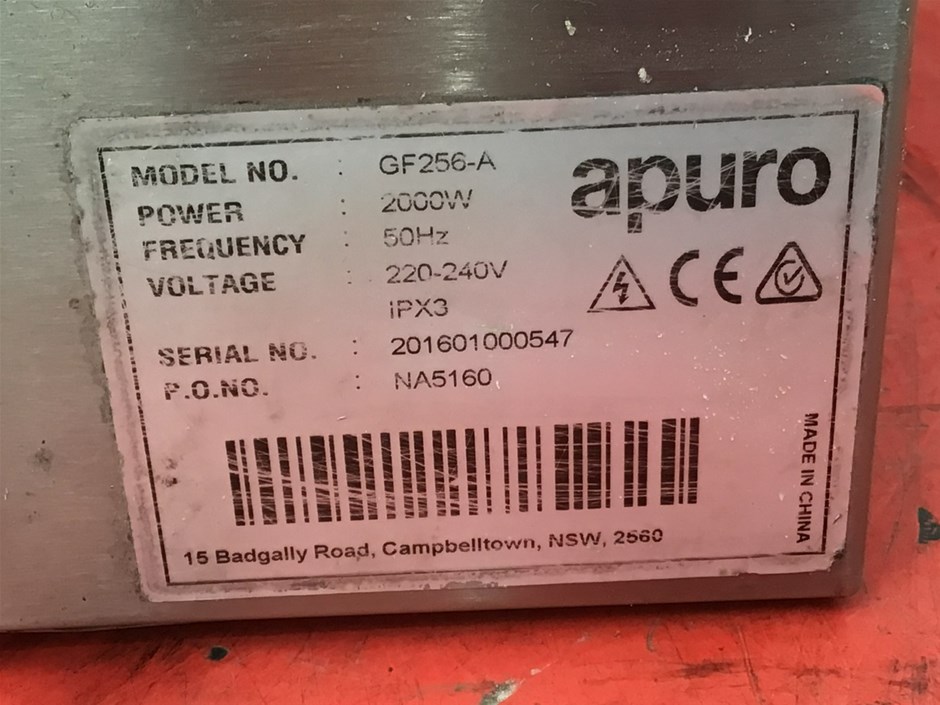 apuro
MODEL NO. : GF256-A
POWER : 2000W
FREQUENCY : 50Hz
VOLTAGE : 220-240V
IPX3
CE
SERIAL NO. : 201601000547
P.O.NO. : NA5160
MADE IN CHINA
15 Badgally Road, Campbelltown, NSW, 2560